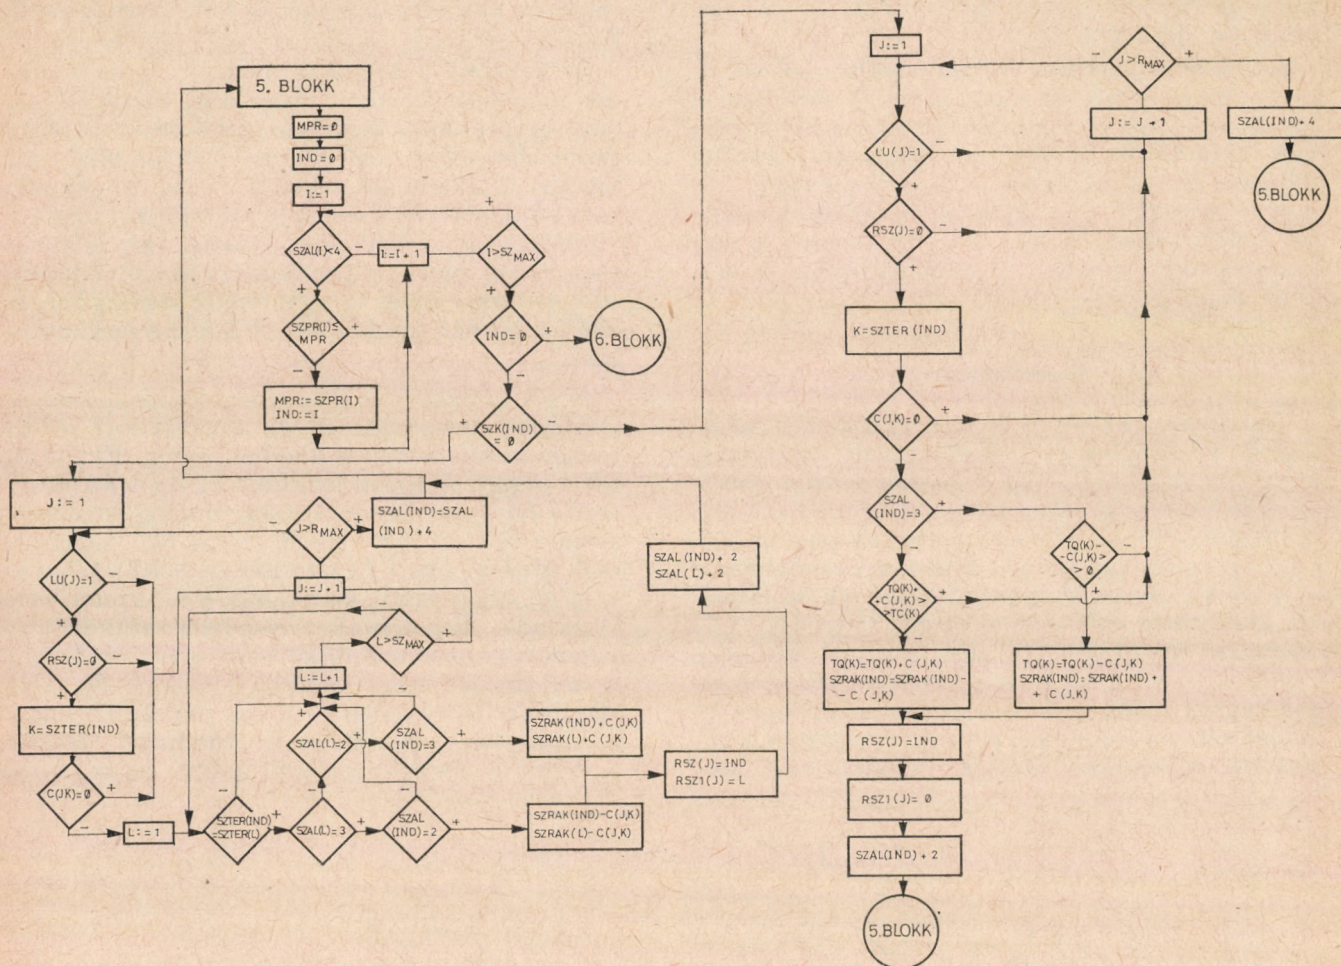 5. BLOKK
MPR=Ø
IND=Ø
I:=1
SZAL(I)<4
-
+
I:=I+1
I>SZMAX
+
-
SZPR(I)≤
MPR
+
-
MPR:=SZPR(I)
IND:=I
IND=Ø
+
-
6.BLOKK
SZK(IND)
= Ø
+
-
J:=1
J>RMAX
-
+
SZAL(IND)=SZAL
(IND)+4
LU(J)=1
-
+
J:=J+1
RSZ(J)=Ø
-
+
L>SZMAX
-
+
K=SZTER(IND)
C(JK)=Ø
+
-
L:=1
L:=L+1
SZTER(IND)
=SZTER(L)
-
+
SZAL(L)=2
+
SZAL
(IND)=3
-
+
SZAL(L)=3
-
+
SZAL
(IND)=2
-
+
SZRAK(IND)+C(J,K)
SZRAK(L)+C(J,K)
SZRAK(IND)-C(J,K)
SZRAK(L)-C(J,K)
RSZ(J)=IND
RSZ1(J)=L
SZAL(IND)+2
SZAL(L)+2
J:=1
J>RMAX
-
+
J:=J+1
SZAL(IND)+4
5.BLOKK
LU(J)=1
-
+
RSZ(J)=Ø
-
+
K=SZTER(IND)
C(J,K)=Ø
+
-
SZAL
(IND)=3
+
-
TQ(K)-
-C(J,K)>
>Ø
-
+
TQ(K)+
+C(J,K)>
>TC(K)
+
-
TQ(K)=TQ(K)+C(J,K)
SZRAK(IND)=SZRAK(IND)-
-C(J,K)
TQ(K)=TQ(K)-C(J,K)
SZRAK(IND)=SZRAK(IND)+
+C(J,K)
RSZ(J)=IND
RSZ1(J)=Ø
SZAL(IND)+2
5.BLOKK